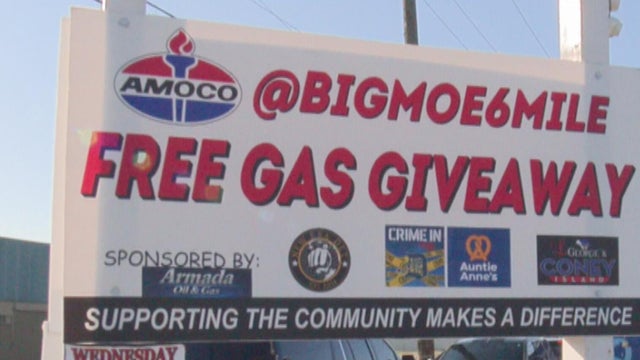 AMOCO
@BIGMOE6MILE
FREE GAS GIVEAWAY
SPONSORED BY:
Armada
Oil & Gas
CRIME IN
Auntie
Anne's
GEORGE'S
CONEY
ISLAND
SUPPORTING THE COMMUNITY MAKES A DIFFERENCE
WEDNESDAY